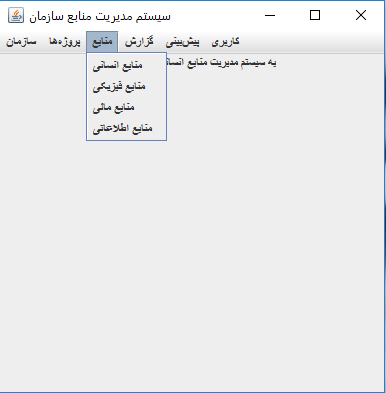 سیستم مدیریت منابع سازمان
سازمان پروژه‌ها منابع گزارش پیش‌بینی کاربری
به سیستم مدیریت منابع انسا
منابع انسانی
منابع فیزیکی
منابع مالی
منابع اطلاعاتی